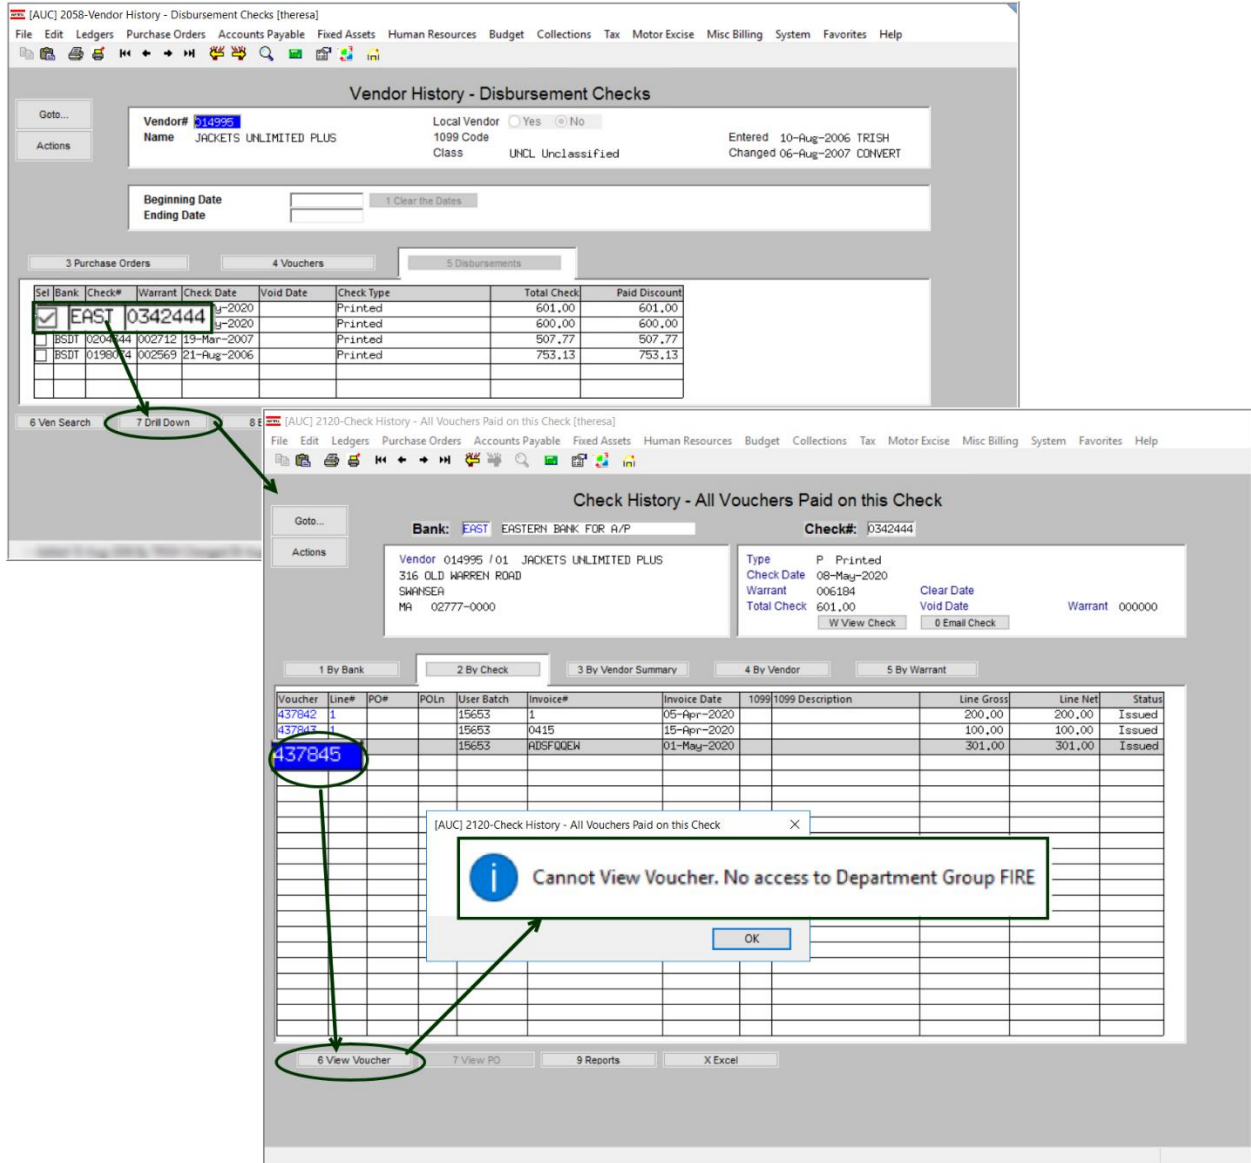 [AUC] 2058-Vendor History - Disbursement Checks [theresa]
File Edit Ledgers Purchase Orders Accounts Payable Fixed Assets Human Resources Budget Collections Tax Motor Excise Misc Billing System Favorites Help
Vendor History - Disbursement Checks
Goto...
Actions
Vendor# 014995 Local Vendor Yes No
Name JACKETS UNLIMITED PLUS 1099 Code Entered 10-Aug-2006 TRISH
Class UNCL Unclassified Changed 06-Aug-2007 CONVERT
Beginning Date 1 Clear the Dates
Ending Date
3 Purchase Orders 4 Vouchers 5 Disbursements
Sel Bank Check# Warrant Check Date Void Date Check Type Total Check Paid Discount
EAST 0342444 y-2020 Printed 601.00 601.00
y-2020 Printed 600.00 600.00
BSDT 002712 19-Mar-2007 Printed 507.77 507.77
BSDT 002569 21-Aug-2006 Printed 753.13 753.13
6 Ven Search 7 Drill Down 8 E
[AUC] 2120-Check History - All Vouchers Paid on this Check [theresa]
File Edit Ledgers Purchase Orders Accounts Payable Fixed Assets Human Resources Budget Collections Tax Motor Excise Misc Billing System Favorites Help
Check History - All Vouchers Paid on this Check
Goto...
Actions
Bank: EAST EASTERN BANK FOR A/P Check#: 0342444
Vendor 014995 /01 JACKETS UNLIMITED PLUS
316 OLD WARREN ROAD
SWANSEA
MA 02777-0000
Type P Printed
Check Date 08-May-2020
Warrant 006184 Clear Date
Total Check 601.00 Void Date Warrant 000000
W View Check 0 Email Check
1 By Bank 2 By Check 3 By Vendor Summary 4 By Vendor 5 By Warrant
Voucher Line# PO# POLn User Batch Invoice# Invoice Date 1099 1099 Description Line Gross Line Net Status
437842 1 15653 1 05-Apr-2020 200.00 200.00 Issued
437843 1 15653 0415 15-Apr-2020 100.00 100.00 Issued
437845 15653 ADSFQQEW 01-May-2020 301.00 301.00 Issued
[AUC] 2120-Check History - All Vouchers Paid on this Check
Cannot View Voucher. No access to Department Group FIRE
OK
6 View Voucher 7 View PO 9 Reports X Excel